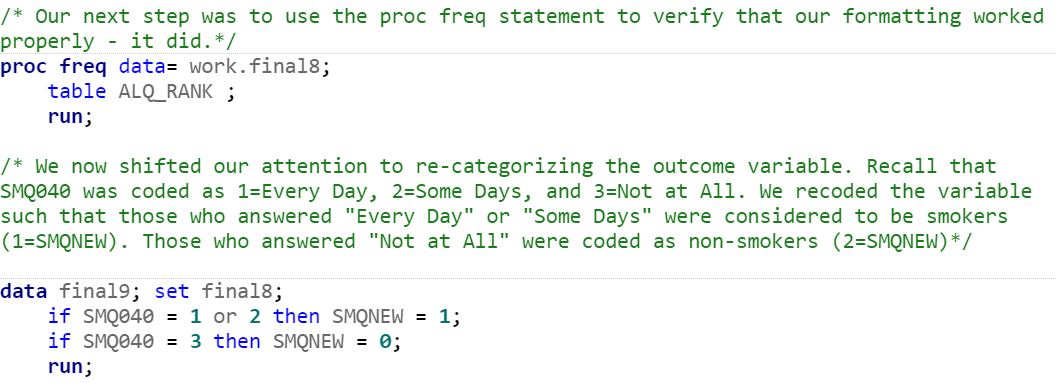 /* Our next step was to use the proc freq statement to verify that our formatting worked
properly - it did.*/
proc freq data= work.final8;
    table ALQ_RANK ;
    run;

/* We now shifted our attention to re-categorizing the outcome variable. Recall that
SMQ040 was coded as 1=Every Day, 2=Some Days, and 3=Not at All. We recoded the variable
such that those who answered "Every Day" or "Some Days" were considered to be smokers
(1=SMQNEW). Those who answered "Not at All" were coded as non-smokers (2=SMQNEW)*/

data final9; set final8;
    if SMQ040 = 1 or 2 then SMQNEW = 1;
    if SMQ040 = 3 then SMQNEW = 0;
    run;